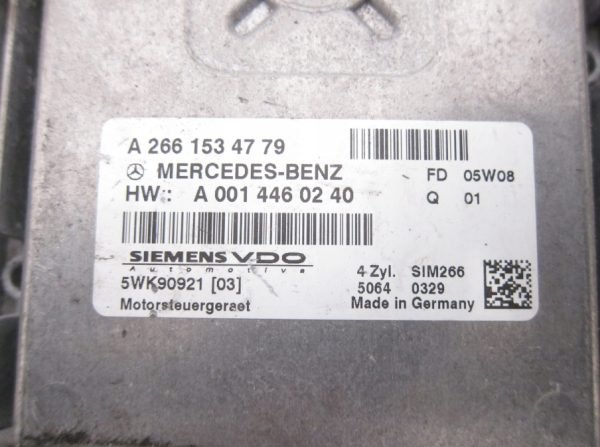 A 266 153 47 79
MERCEDES-BENZ FD 05W08
HW:: A 001 446 02 40 Q 01
SIEMENS VDO
Automotive
5WK90921 [03] 4 Zyl. SIM266
5064 0329
Motorsteuergeraet Made in Germany